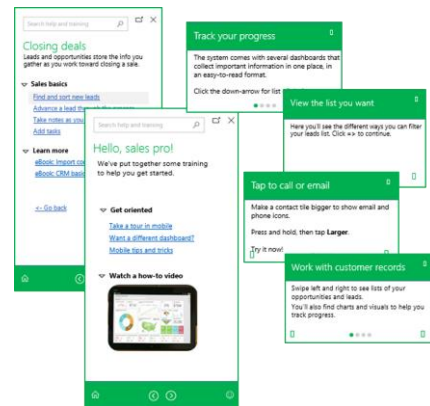 Search help and training
Closing deals
Leads and opportunities store the info you
gather as you work toward closing a sale.
Sales basics
Find and sort new leads
Advance a lead through the process
Take notes as you
Add tasks
Learn more
eBook: Import co
eBook: CRM basic
<- Go back
Search help and training
Hello, sales pro!
We've put together some training
to help you get started.
Get oriented
Take a tour in mobile
Want a different dashboard?
Mobile tips and tricks
Watch a how-to video
Track your progress
The system comes with several dashboards that
collect important information in one place, in
an easy-to-read format.
Click the down-arrow for list
View the list you want
Here you'll see the different ways you can filter
your leads list. Click => to continue.
Tap to call or email
Make a contact tile bigger to show email and
phone icons.
Press and hold, then tap Larger.
Try it now!
Work with customer records
Swipe left and right to see lists of your
opportunities and leads.
You'll also find charts and visuals to help you
track progress.